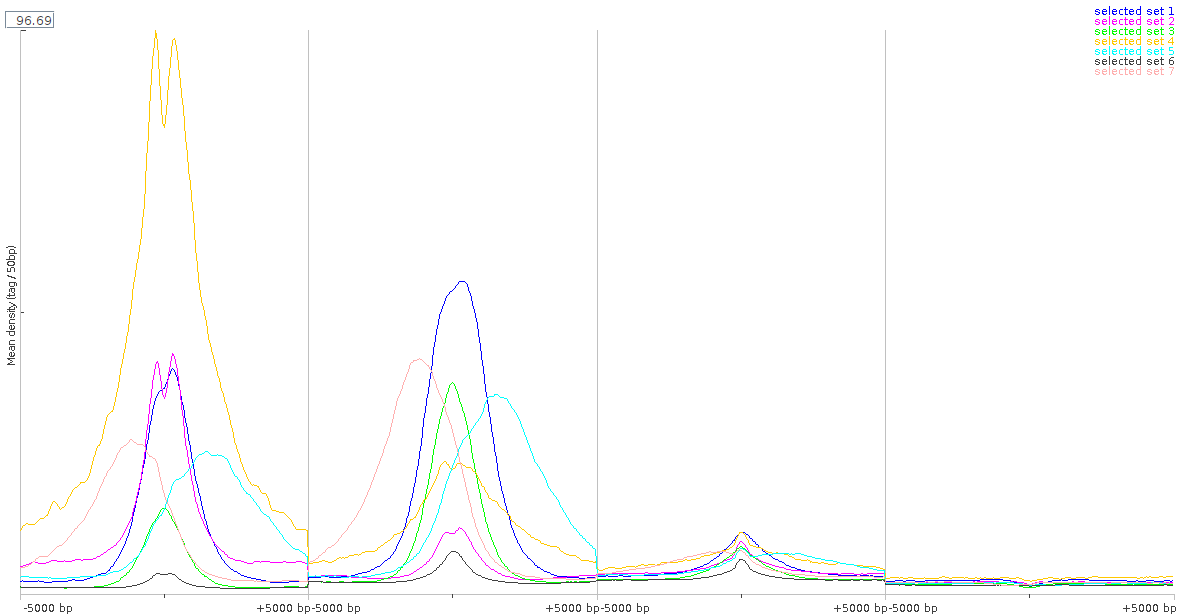 96.69
selected set 1
selected set 2
selected set 3
selected set 4
selected set 5
selected set 6
selected set 7
Mean density (tag / 50bp)
-5000 bp +5000 bp-5000 bp +5000 bp-5000 bp +5000 bp-5000 bp +5000 bp